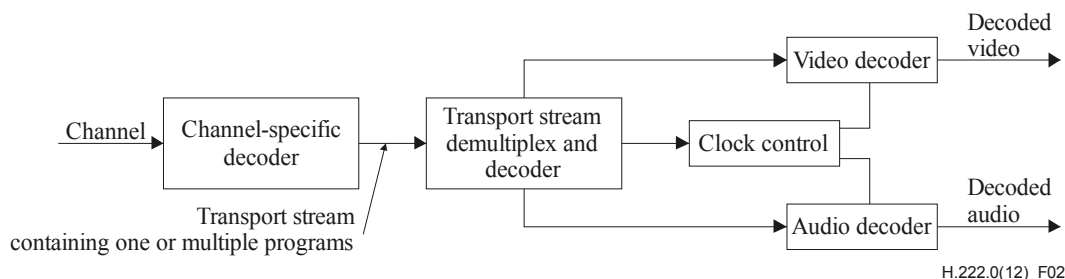 Channel
Channel-specific
decoder
Transport stream
containing one or multiple programs
Transport stream
demultiplex and
decoder
Clock control
Video decoder
Decoded
video
Audio decoder
Decoded
audio
H.222.0(12)_F02